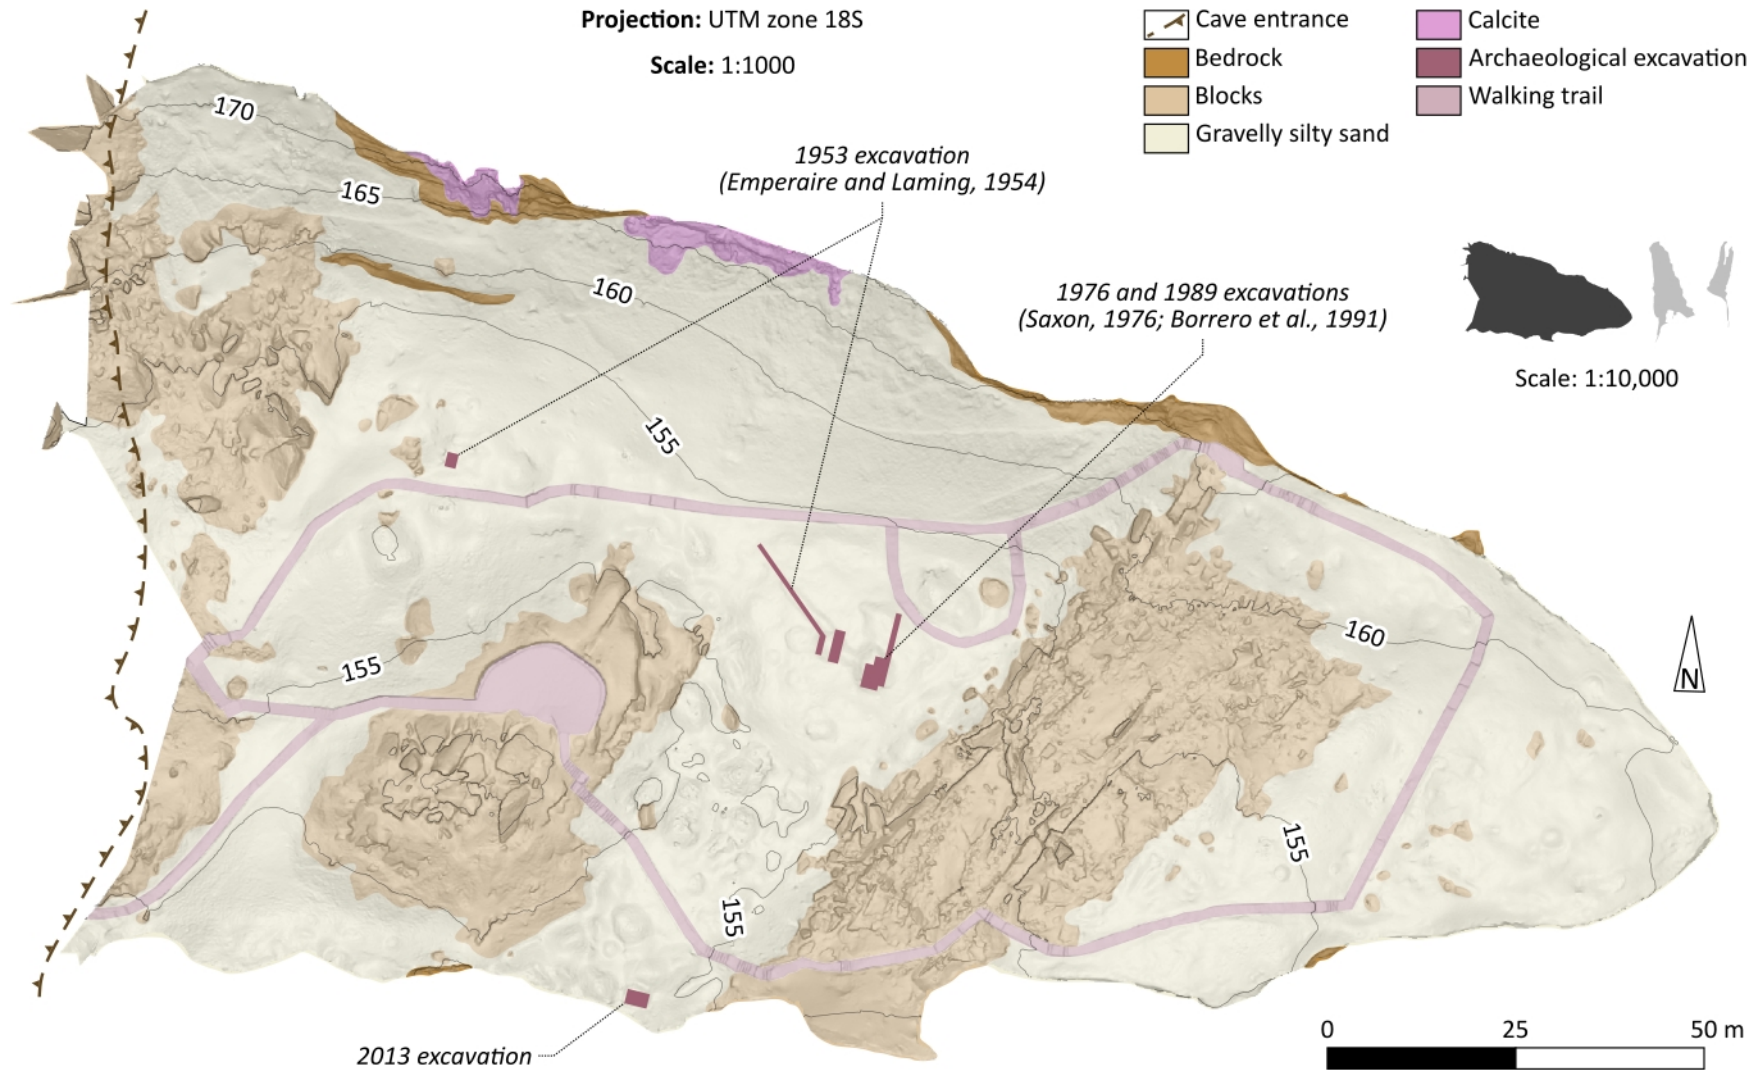 Projection: UTM zone 18S
Scale: 1:1000
Cave entrance
Bedrock
Blocks
Gravelly silty sand
Calcite
Archaeological excavation
Walking trail
170
165
160
155
1953 excavation
(Emperaire and Laming, 1954)
1976 and 1989 excavations
(Saxon, 1976; Borrero et al., 1991)
Scale: 1:10,000
160
155
N
155
155
2013 excavation
0 25 50 m